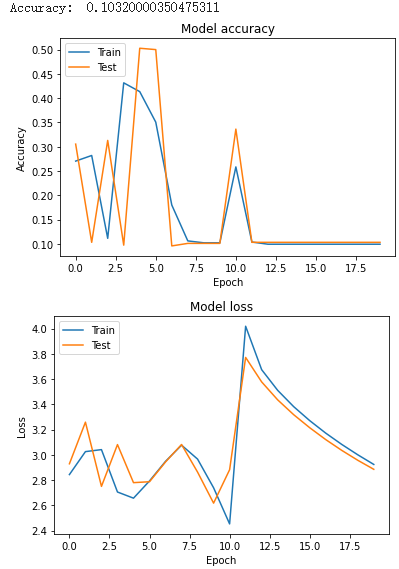 Accuracy: 0.10320000350475311
Model accuracy
Train
Test
0.50
0.45
0.40
0.35
0.30
0.25
0.20
0.15
0.10
Accuracy
0.0 2.5 5.0 7.5 10.0 12.5 15.0 17.5
Epoch
Model loss
Train
Test
4.0
3.8
3.6
3.4
3.2
3.0
2.8
2.6
2.4
Loss
0.0 2.5 5.0 7.5 10.0 12.5 15.0 17.5
Epoch